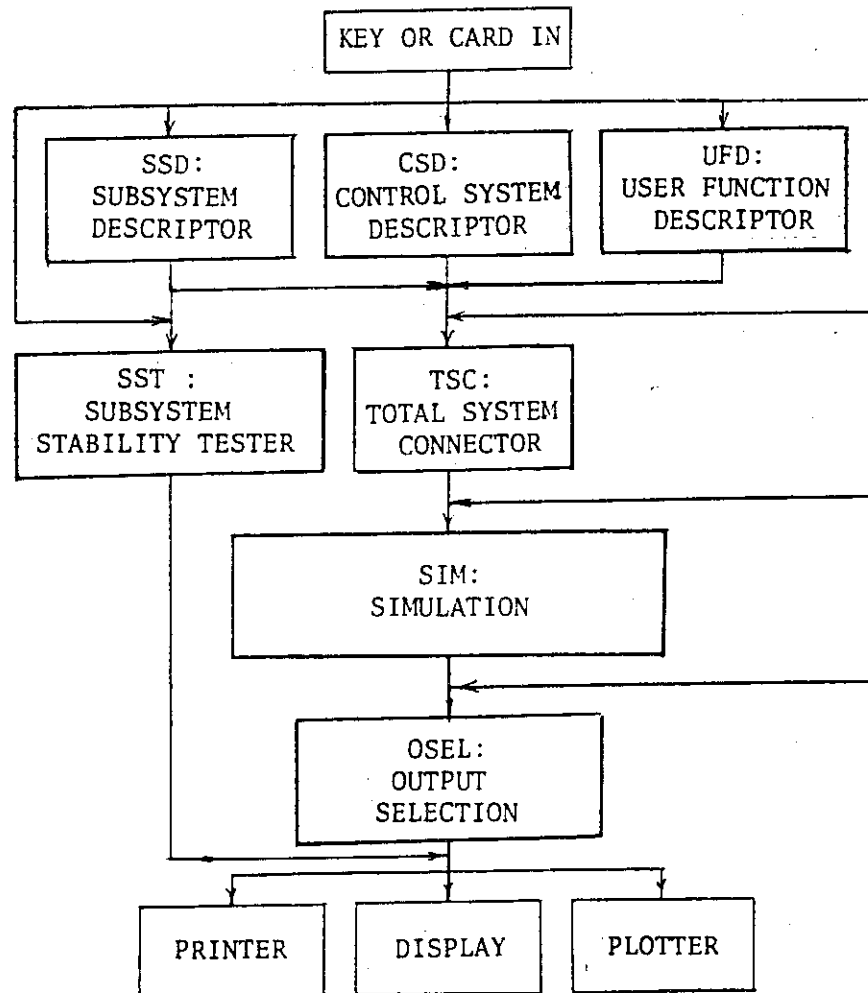 KEY OR CARD IN
SSD:
SUBSYSTEM
DESCRIPTOR
CSD:
CONTROL SYSTEM
DESCRIPTOR
UFD:
USER FUNCTION
DESCRIPTOR
SST :
SUBSYSTEM
STABILITY TESTER
TSC:
TOTAL SYSTEM
CONNECTOR
SIM:
SIMULATION
OSEL:
OUTPUT
SELECTION
PRINTER
DISPLAY
PLOTTER